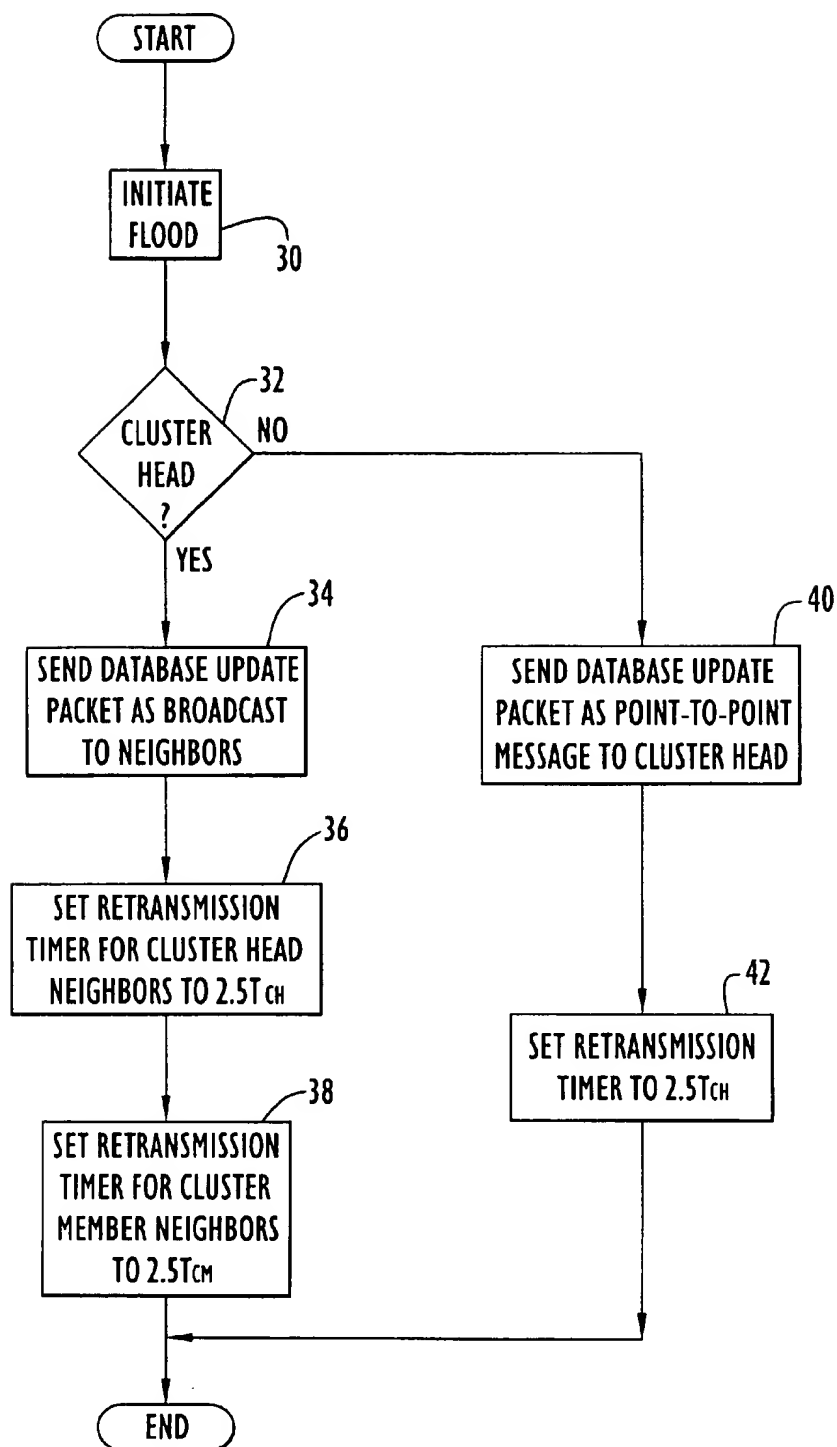 START
INITIATE
FLOOD
30
32
CLUSTER
HEAD
?
NO
YES
34
SEND DATABASE UPDATE
PACKET AS BROADCAST
TO NEIGHBORS
40
SEND DATABASE UPDATE
PACKET AS POINT-TO-POINT
MESSAGE TO CLUSTER HEAD
36
SET RETRANSMISSION
TIMER FOR CLUSTER HEAD
NEIGHBORS TO 2.5TCH
42
SET RETRANSMISSION
TIMER TO 2.5TCH
38
SET RETRANSMISSION
TIMER FOR CLUSTER
MEMBER NEIGHBORS
TO 2.5TCM
END